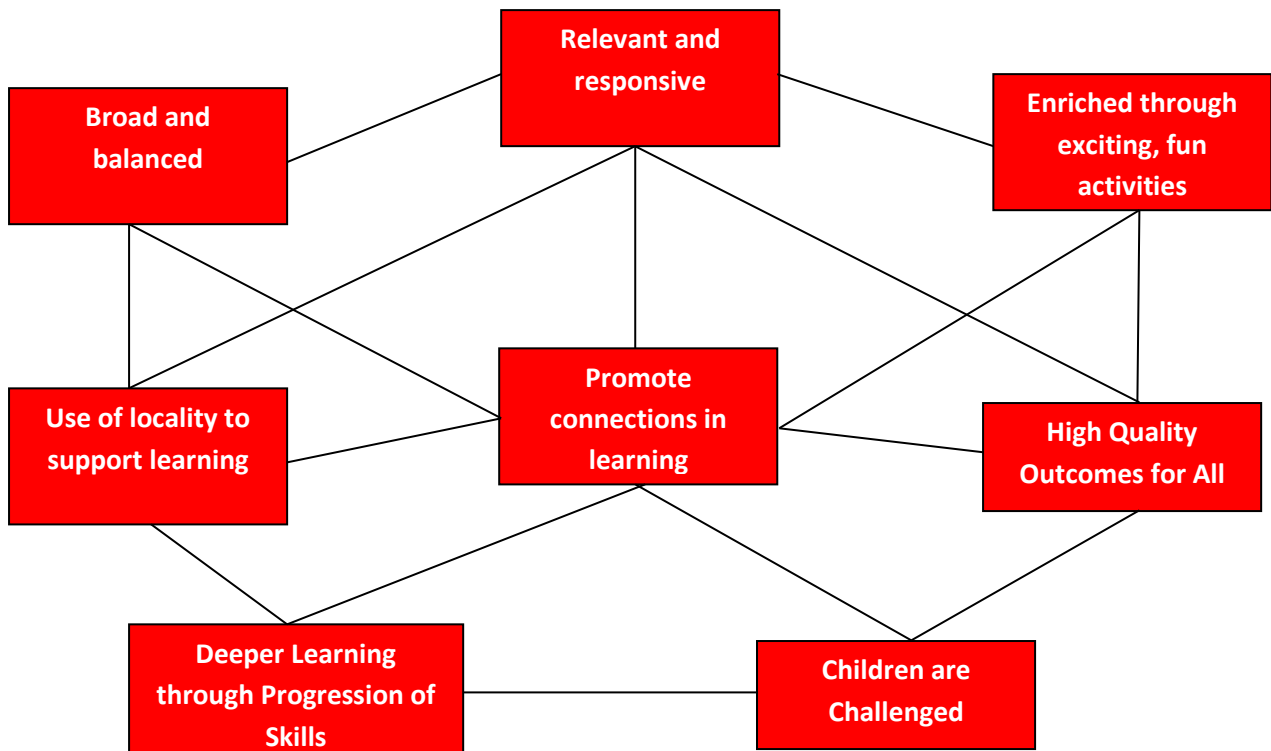 Relevant and
responsive
Broad and
balanced
Enriched through
exciting, fun
activities
Use of locality to
support learning
Promote
connections in
learning
High Quality
Outcomes for All
Deeper Learning
through Progression of
Skills
Children are
Challenged